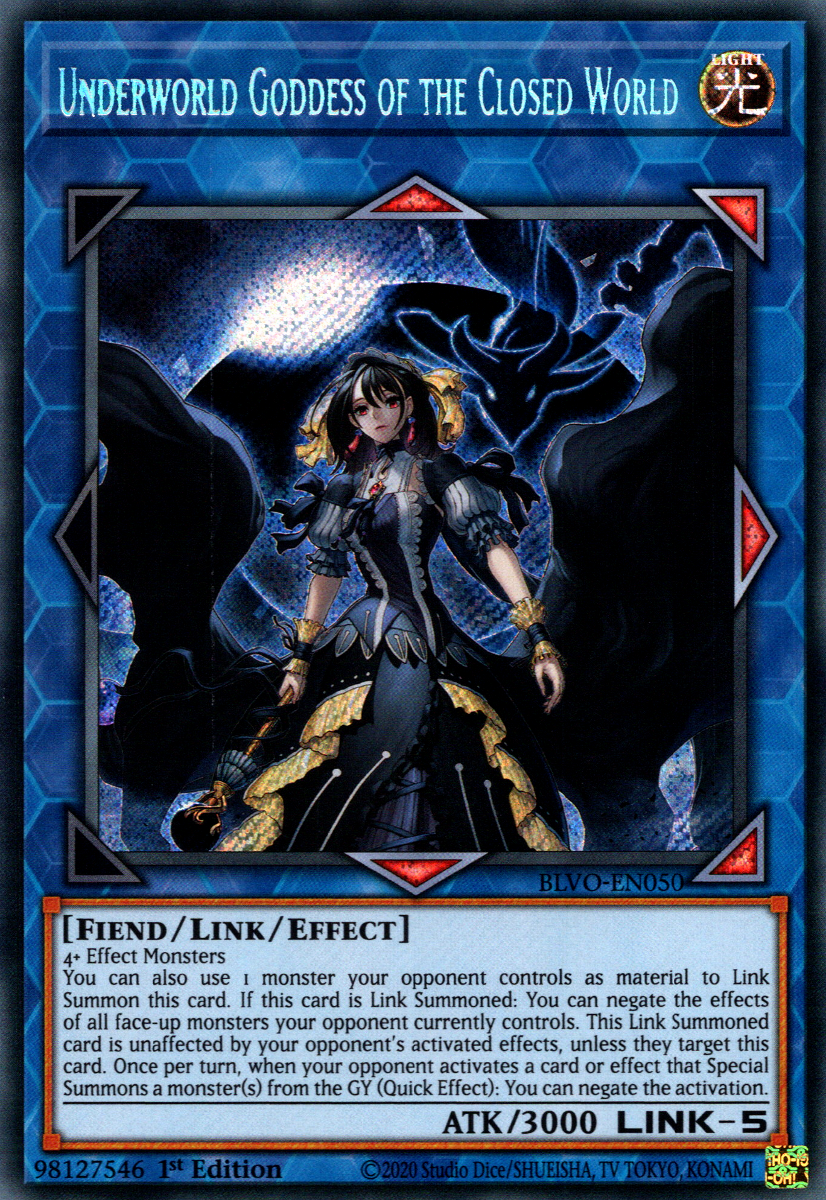 UNDERWORLD GODDESS OF THE CLOSED WORLD
LIGHT
光
BLVO-EN050
[FIEND/LINK/EFFECT]
4+ Effect Monsters
You can also use 1 monster your opponent controls as material to Link
Summon this card. If this card is Link Summoned: You can negate the effects
of all face-up monsters your opponent currently controls. This Link Summoned
card is unaffected by your opponent's activated effects, unless they target this
card. Once per turn, when your opponent activates a card or effect that Special
Summons a monster(s) from the GY (Quick Effect): You can negate the activation.
ATK/3000 LINK-5
98127546 1st Edition ©2020 Studio Dice/SHUEISHA, TV TOKYO, KONAMI